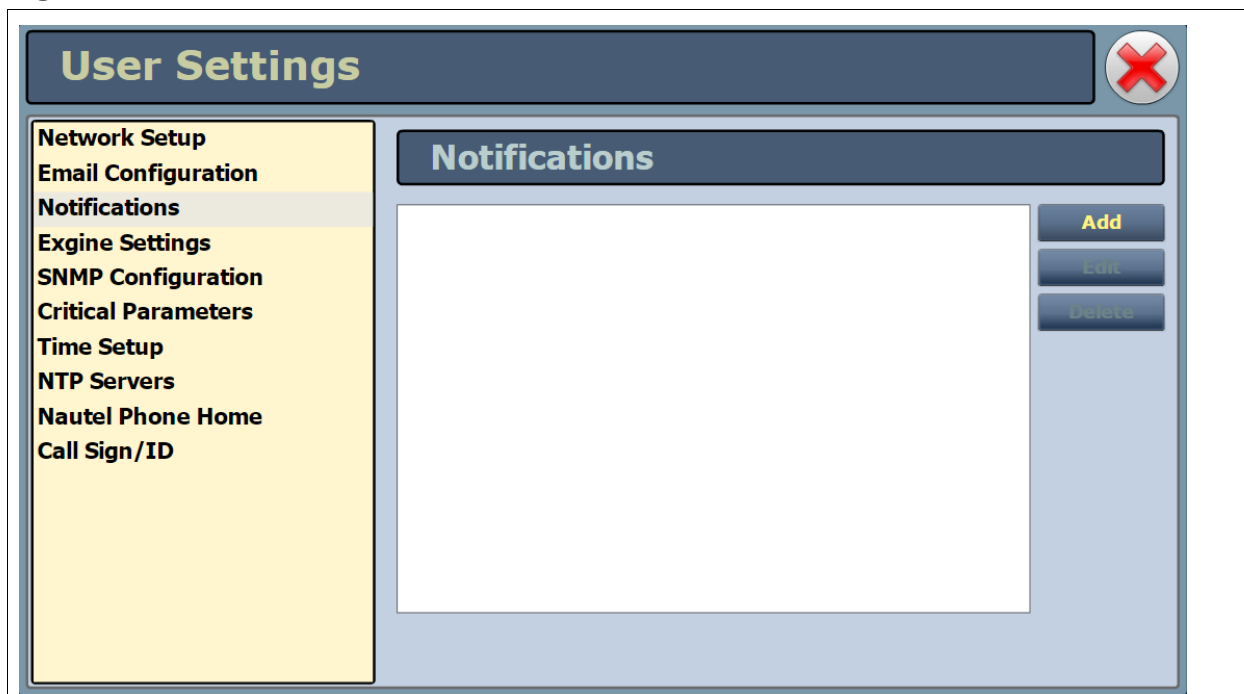 User Settings
Network Setup
Email Configuration
Notifications
Exgine Settings
SNMP Configuration
Critical Parameters
Time Setup
NTP Servers
Nautel Phone Home
Call Sign/ID
Notifications
Add
Edit
Delete